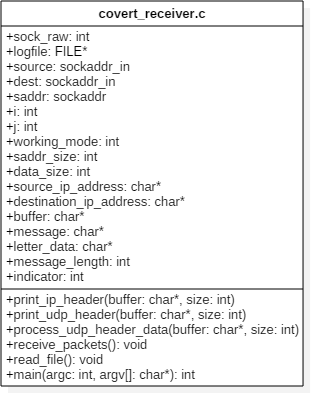 covert_receiver.c
+sock_raw: int
+logfile: FILE*
+source: sockaddr_in
+dest: sockaddr_in
+saddr: sockaddr
+i: int
+j: int
+working_mode: int
+saddr_size: int
+data_size: int
+source_ip_address: char*
+destination_ip_address: char*
+buffer: char*
+message: char*
+letter_data: char*
+message_length: int
+indicator: int
+print_ip_header(buffer: char*, size: int)
+print_udp_header(buffer: char*, size: int)
+process_udp_header_data(buffer: char*, size: int)
+receive_packets(): void
+read_file(): void
+main(argc: int, argv[]: char*): int